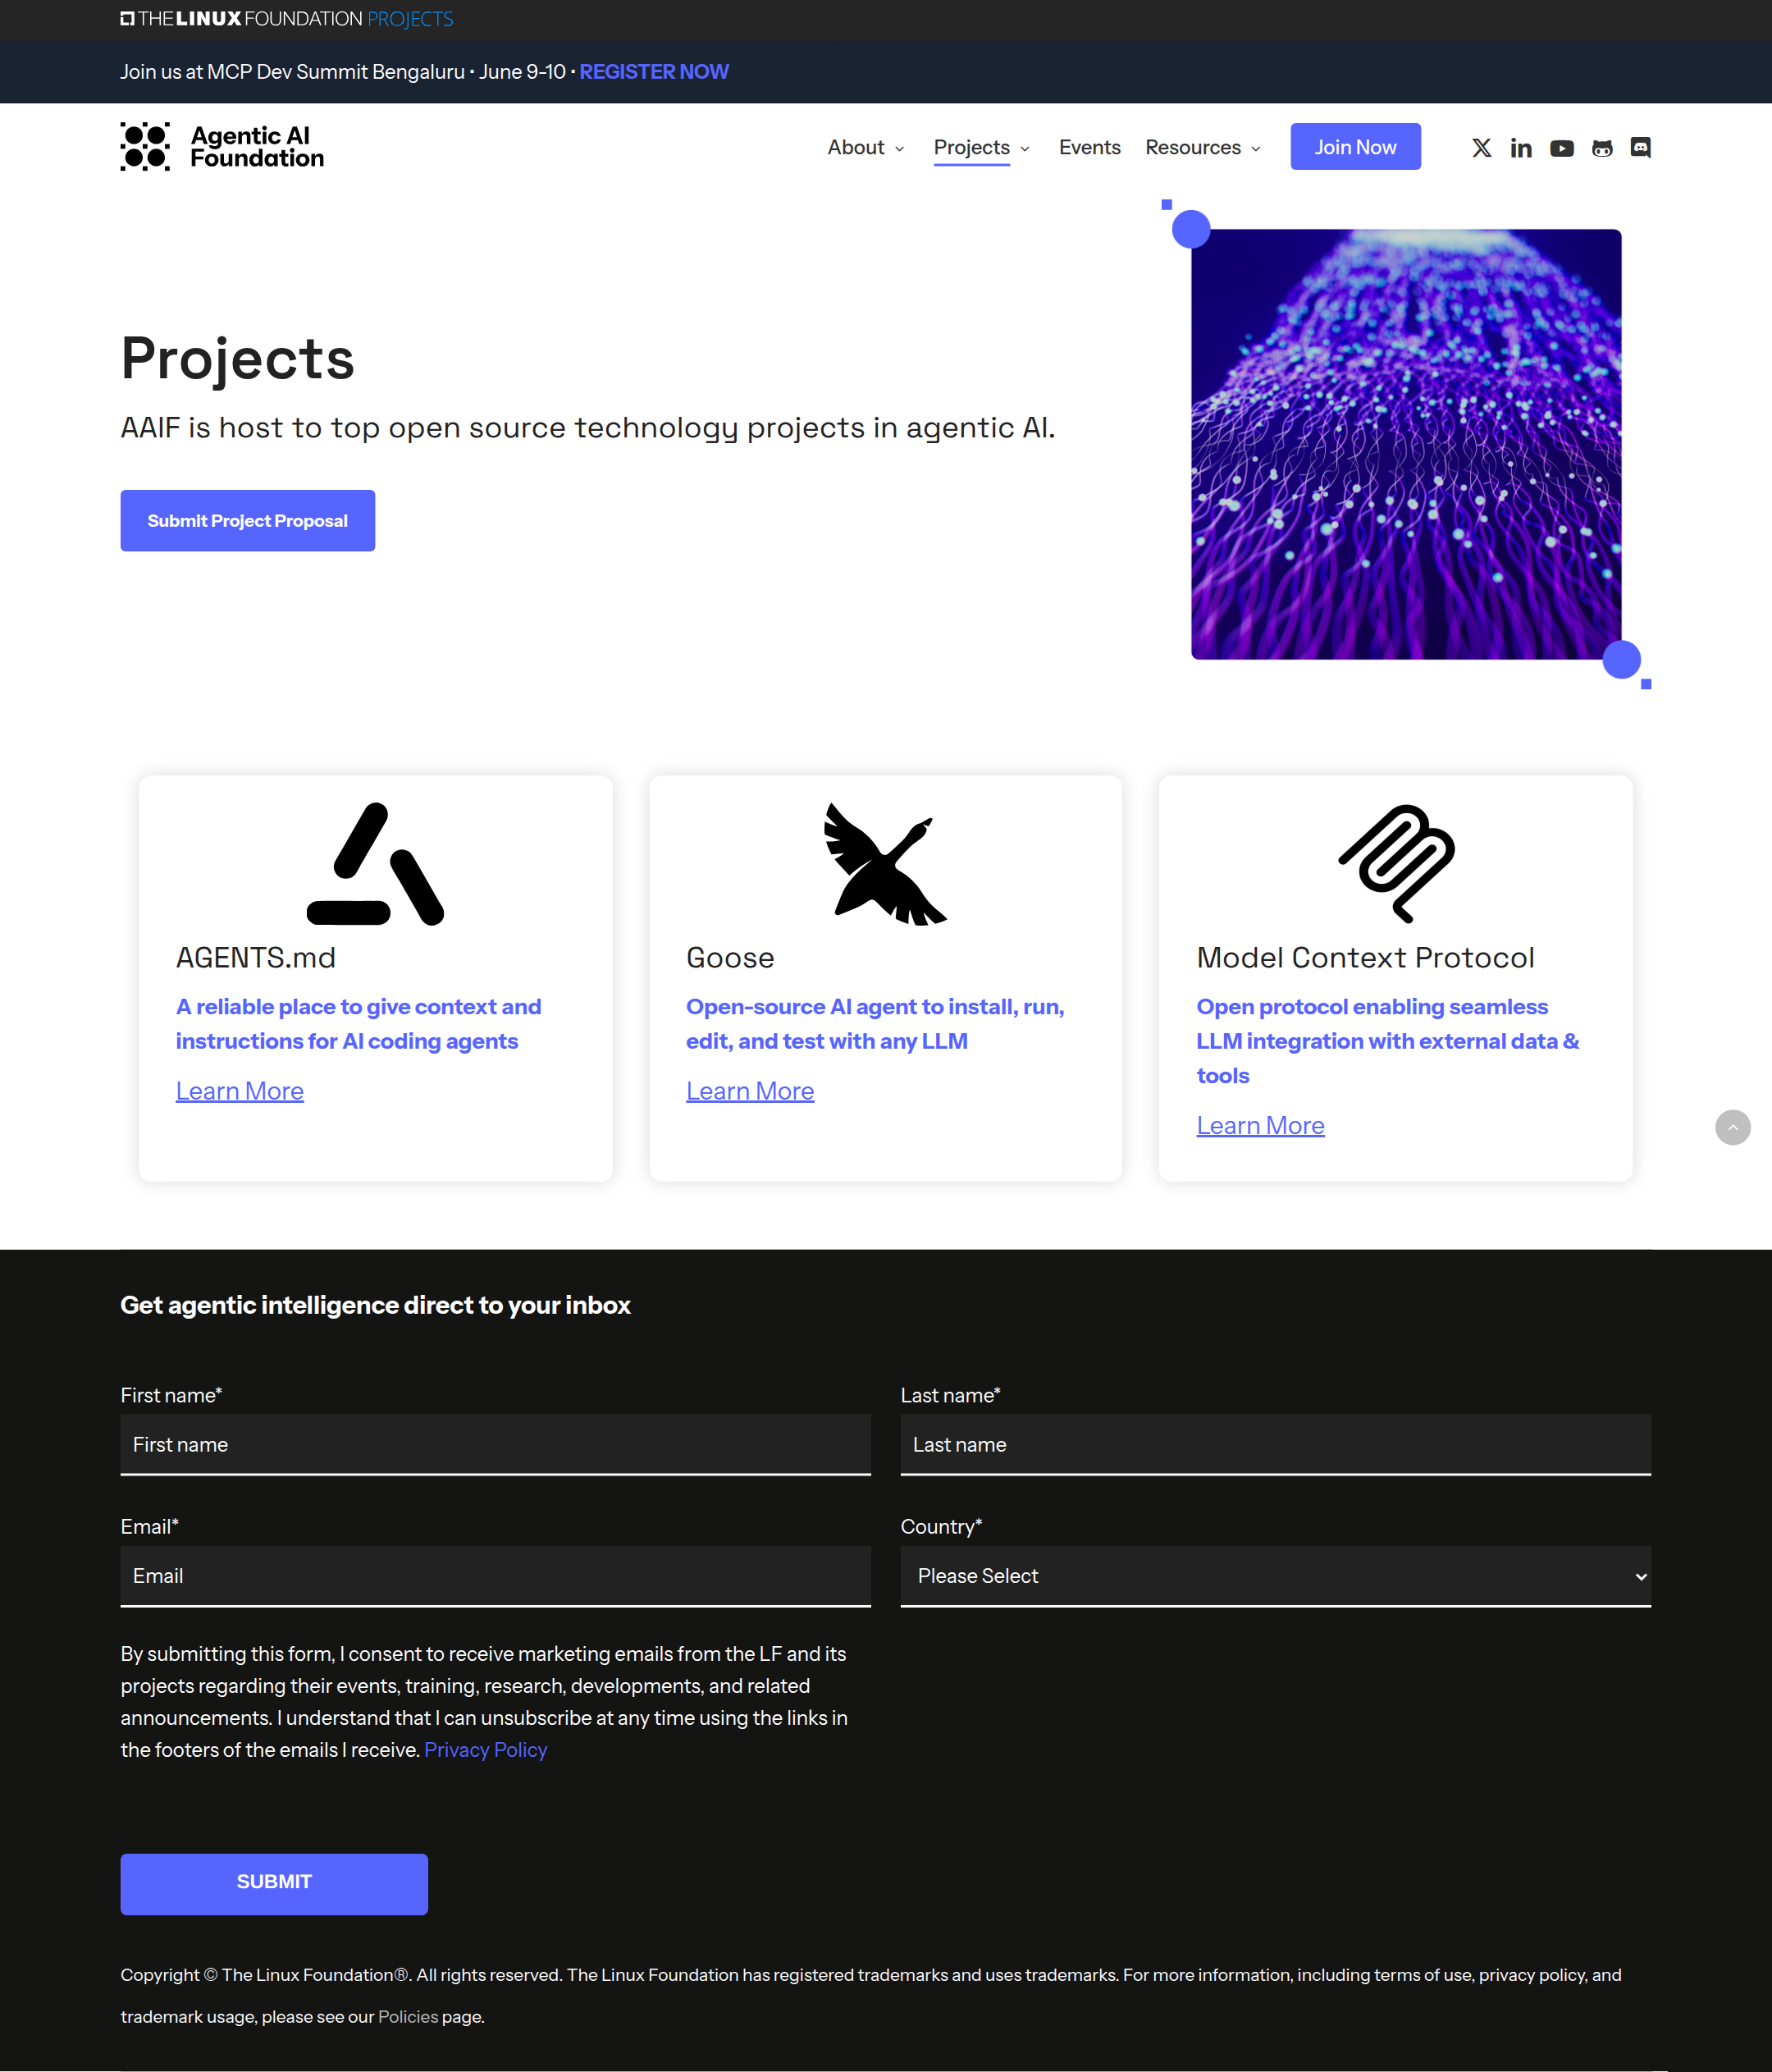 THE LINUX FOUNDATION PROJECTS
Join us at MCP Dev Summit Bengaluru · June 9-10 · REGISTER NOW
Agentic AI
Foundation
About
Projects
Events
Resources
Join Now
Projects
AAIF is host to top open source technology projects in agentic AI.
Submit Project Proposal
AGENTS.md
A reliable place to give context and
instructions for AI coding agents
Learn More
Goose
Open-source AI agent to install, run,
edit, and test with any LLM
Learn More
Model Context Protocol
Open protocol enabling seamless
LLM integration with external data &
tools
Learn More
Get agentic intelligence direct to your inbox
First name*
First name
Last name*
Last name
Email*
Email
Country*
Please Select
By submitting this form, I consent to receive marketing emails from the LF and its
projects regarding their events, training, research, developments, and related
announcements. I understand that I can unsubscribe at any time using the links in
the footers of the emails I receive. Privacy Policy
SUBMIT
Copyright © The Linux Foundation®. All rights reserved. The Linux Foundation has registered trademarks and uses trademarks. For more information, including terms of use, privacy policy, and
trademark usage, please see our Policies page.